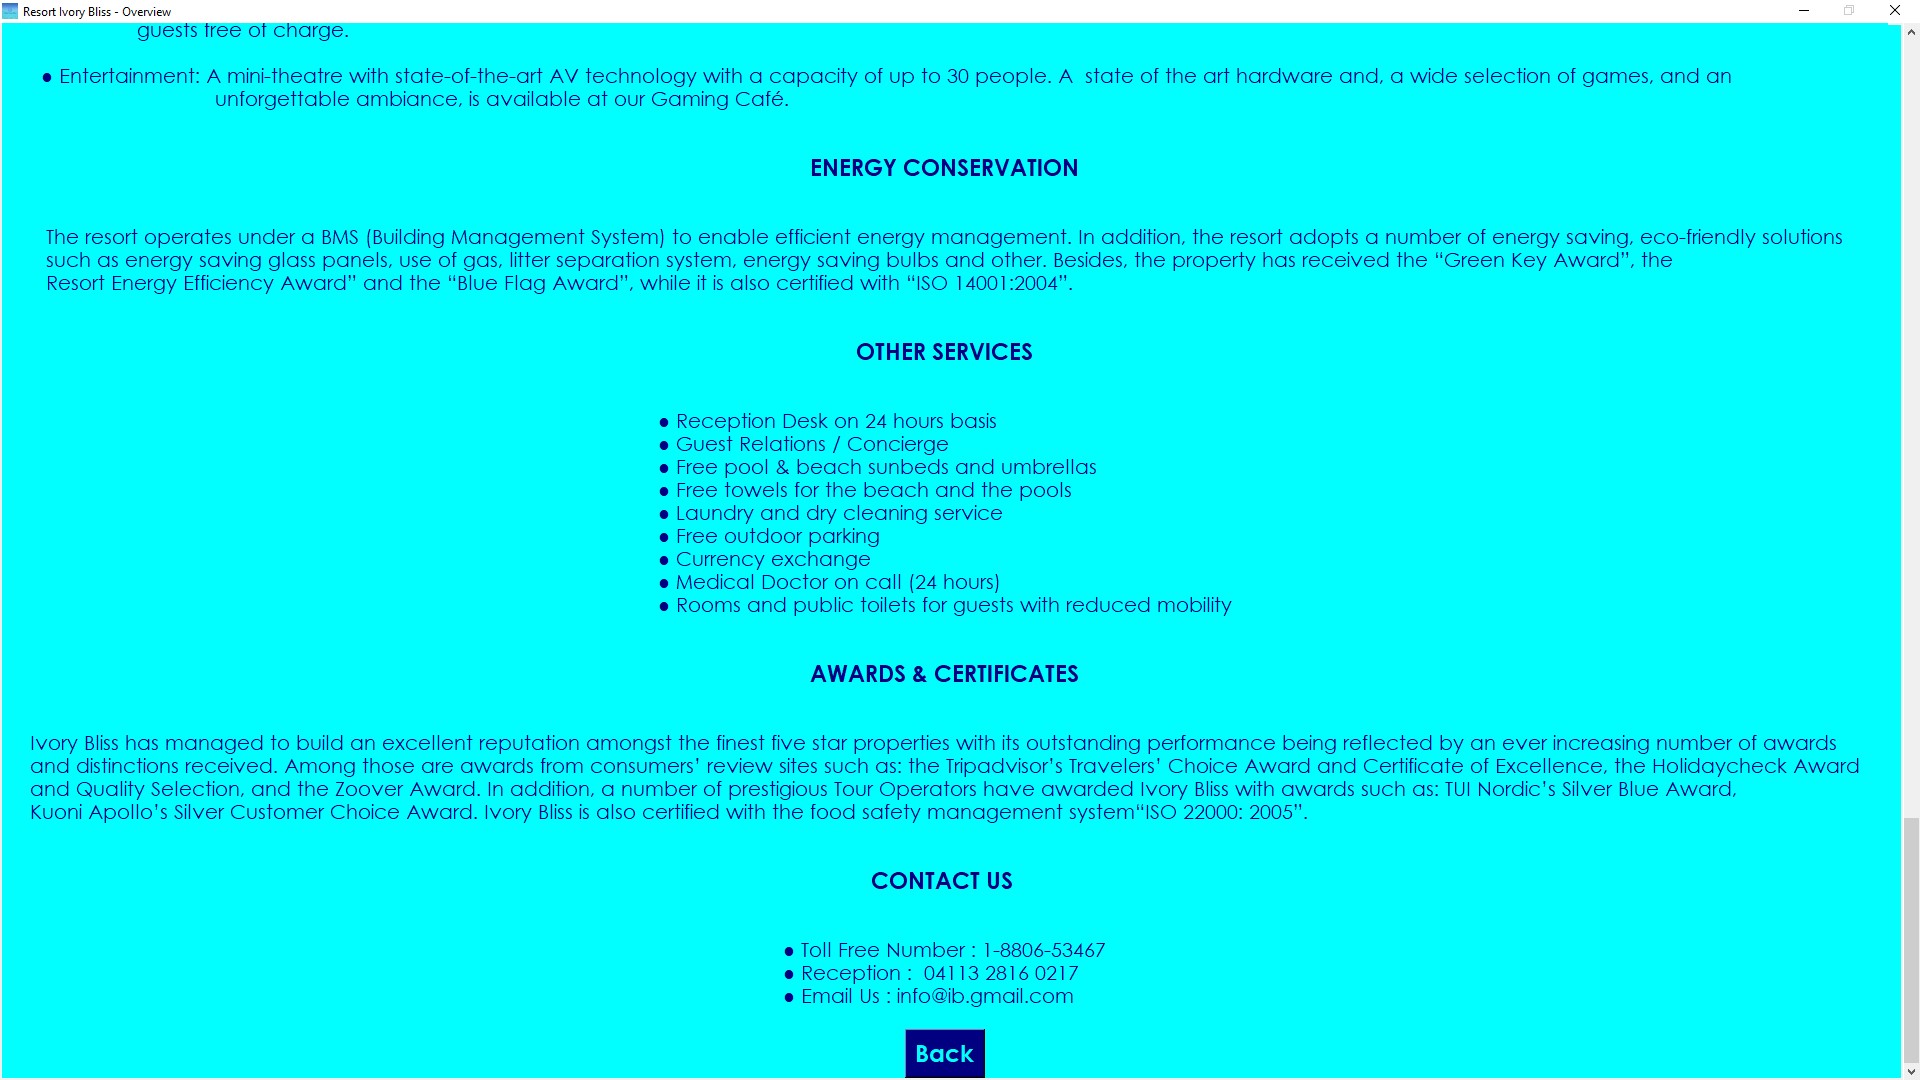 Resort Ivory Bliss - Overview
guests free of charge.
● Entertainment: A mini-theatre with state-of-the-art AV technology with a capacity of up to 30 people. A  state of the art hardware and, a wide selection of games, and an
unforgettable ambiance, is available at our Gaming Café.
ENERGY CONSERVATION
The resort operates under a BMS (Building Management System) to enable efficient energy management. In addition, the resort adopts a number of energy saving, eco-friendly solutions
such as energy saving glass panels, use of gas, litter separation system, energy saving bulbs and other. Besides, the property has received the “Green Key Award”, the
Resort Energy Efficiency Award” and the “Blue Flag Award”, while it is also certified with “ISO 14001:2004”.
OTHER SERVICES
● Reception Desk on 24 hours basis
● Guest Relations / Concierge
● Free pool & beach sunbeds and umbrellas
● Free towels for the beach and the pools
● Laundry and dry cleaning service
● Free outdoor parking
● Currency exchange
● Medical Doctor on call (24 hours)
● Rooms and public toilets for guests with reduced mobility
AWARDS & CERTIFICATES
Ivory Bliss has managed to build an excellent reputation amongst the finest five star properties with its outstanding performance being reflected by an ever increasing number of awards
and distinctions received. Among those are awards from consumers’ review sites such as: the Tripadvisor’s Travelers’ Choice Award and Certificate of Excellence, the Holidaycheck Award
and Quality Selection, and the Zoover Award. In addition, a number of prestigious Tour Operators have awarded Ivory Bliss with awards such as: TUI Nordic’s Silver Blue Award,
Kuoni Apollo’s Silver Customer Choice Award. Ivory Bliss is also certified with the food safety management system“ISO 22000: 2005”.
CONTACT US
● Toll Free Number : 1-8806-53467
● Reception :  04113 2816 0217
● Email Us : info@ib.gmail.com
Back